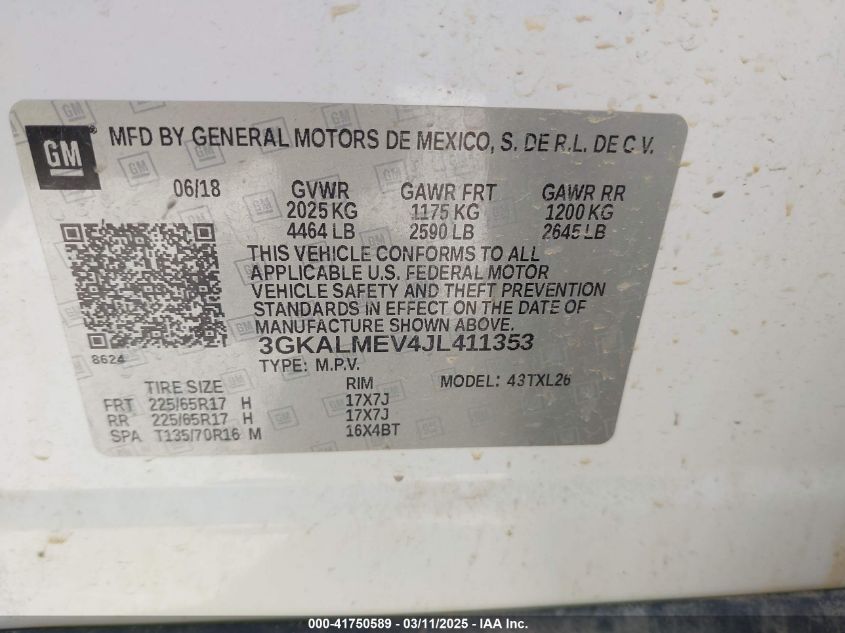 GM
MFD BY GENERAL MOTORS DE MEXICO, S. DE R.L. DE C.V.
06/18 GVWR GAWR FRT GAWR RR
2025 KG 1175 KG 1200 KG
4464 LB 2590 LB 2645 LB
THIS VEHICLE CONFORMS TO ALL
APPLICABLE U.S. FEDERAL MOTOR
VEHICLE SAFETY AND THEFT PREVENTION
STANDARDS IN EFFECT ON THE DATE OF
MANUFACTURE SHOWN ABOVE.
8624
3GKALMEV4JL411353
TYPE: M.P.V.
TIRE SIZE RIM MODEL: 43TXL26
FRT 225/65R17 H 17X7J
RR 225/65R17 H 17X7J
SPA T135/70R16 M 16X4BT
000-41750589 - 03/11/2025 - IAA Inc.